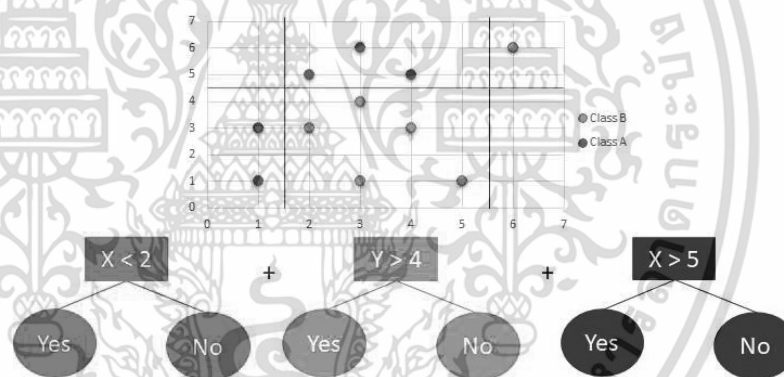 7
6
5
4
3
2
1
0
0 1 2 3 4 5 6 7
Class B
Class A
X < 2 + Y > 4 + X > 5
Yes No Yes No Yes No